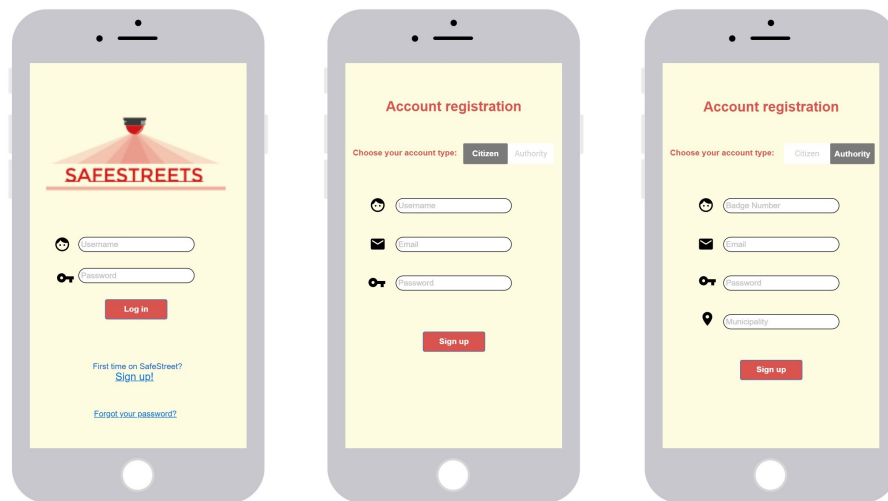 SAFESTREETS
Username
Password
Log in
First time on SafeStreet?
Sign up!
Forgot your password?
Account registration
Choose your account type: Citizen Authority
Username
Email
Password
Sign up
Account registration
Choose your account type: Citizen Authority
Badge Number
Email
Password
Municipality
Sign up